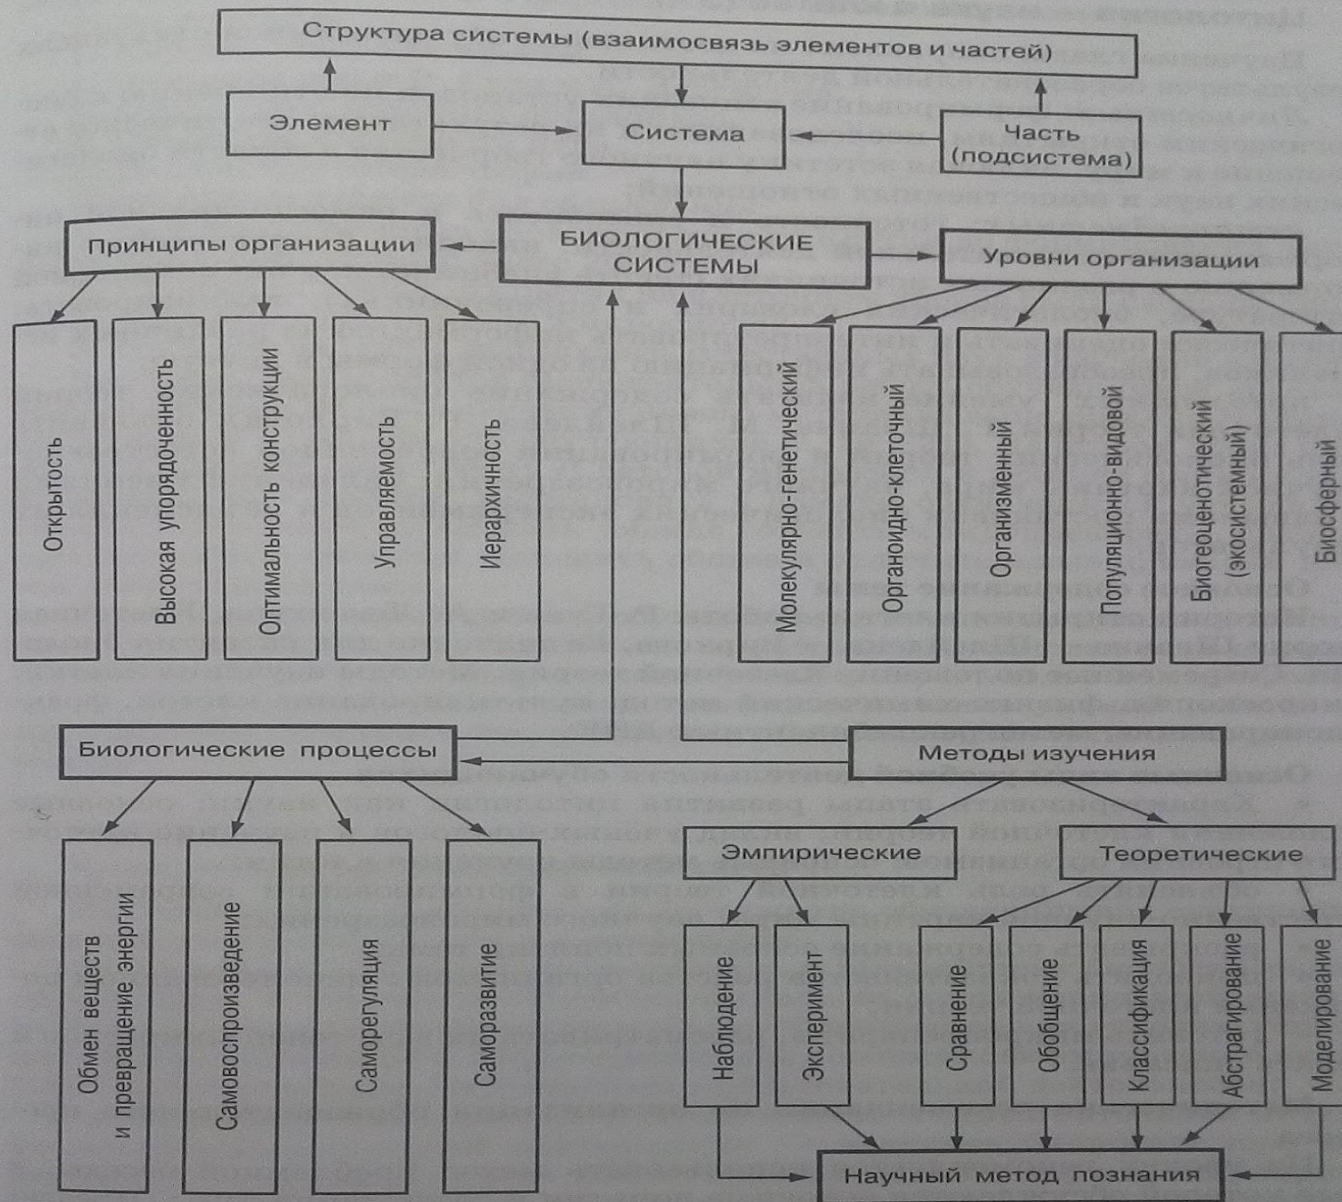 Структура системы (взаимосвязь элементов и частей)
Элемент
Система
Часть
(подсистема)
Принципы организации
БИОЛОГИЧЕСКИЕ
СИСТЕМЫ
Уровни организации
Открытость
Высокая упорядоченность
Оптимальность конструкции
Управляемость
Иерархичность
Молекулярно-генетический
Органоидно-клеточный
Организменный
Популяционно-видовой
Биогеоценотический
(экосистемный)
Биосферный
Биологические процессы
Методы изучения
Эмпирические
Теоретические
Обмен веществ
и превращение энергии
Самовоспроизведение
Саморегуляция
Саморазвитие
Наблюдение
Эксперимент
Сравнение
Обобщение
Классификация
Абстрагирование
Моделирование
Научный метод познания